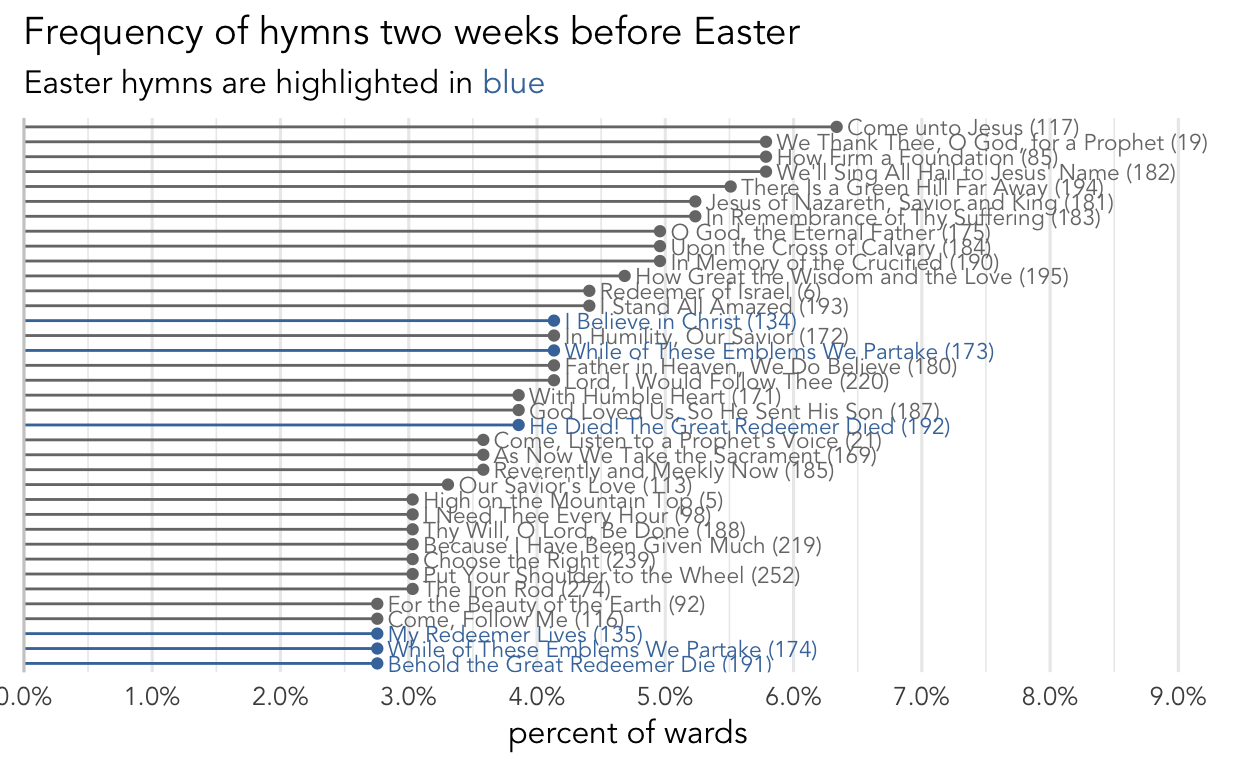 Frequency of hymns two weeks before Easter
Easter hymns are highlighted in blue
Come unto Jesus (117)
We Thank Thee, O God, for a Prophet (19)
How Firm a Foundation (85)
We'll Sing All Hail to Jesus' Name (182)
There Is a Green Hill Far Away (194)
Jesus of Nazareth, Savior and King (181)
In Remembrance of Thy Suffering (183)
O God, the Eternal Father (175)
Upon the Cross of Calvary (184)
In Memory of the Crucified (190)
How Great the Wisdom and the Love (195)
Redeemer of Israel (6)
I Stand All Amazed (193)
I Believe in Christ (134)
In Humility, Our Savior (172)
While of These Emblems We Partake (173)
Father in Heaven, We Do Believe (180)
Lord, I Would Follow Thee (220)
With Humble Heart (171)
God Loved Us, So He Sent His Son (187)
He Died! The Great Redeemer Died (192)
Come, Listen to a Prophet's Voice (21)
As Now We Take the Sacrament (169)
Reverently and Meekly Now (185)
Our Savior's Love (113)
High on the Mountain Top (5)
I Need Thee Every Hour (98)
Thy Will, O Lord, Be Done (188)
Because I Have Been Given Much (219)
Choose the Right (239)
Put Your Shoulder to the Wheel (252)
The Iron Rod (274)
For the Beauty of the Earth (92)
Come, Follow Me (116)
My Redeemer Lives (135)
While of These Emblems We Partake (174)
Behold the Great Redeemer Die (191)
0.0% 1.0% 2.0% 3.0% 4.0% 5.0% 6.0% 7.0% 8.0% 9.0%
percent of wards